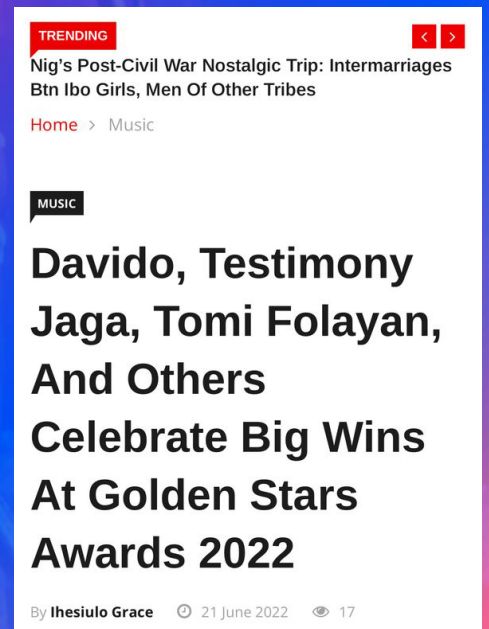 TRENDING
Nig’s Post-Civil War Nostalgic Trip: Intermarriages
Btn Ibo Girls, Men Of Other Tribes
Home > Music
MUSIC
Davido, Testimony
Jaga, Tomi Folayan,
And Others
Celebrate Big Wins
At Golden Stars
Awards 2022
By Ihesiulo Grace 21 June 2022 17